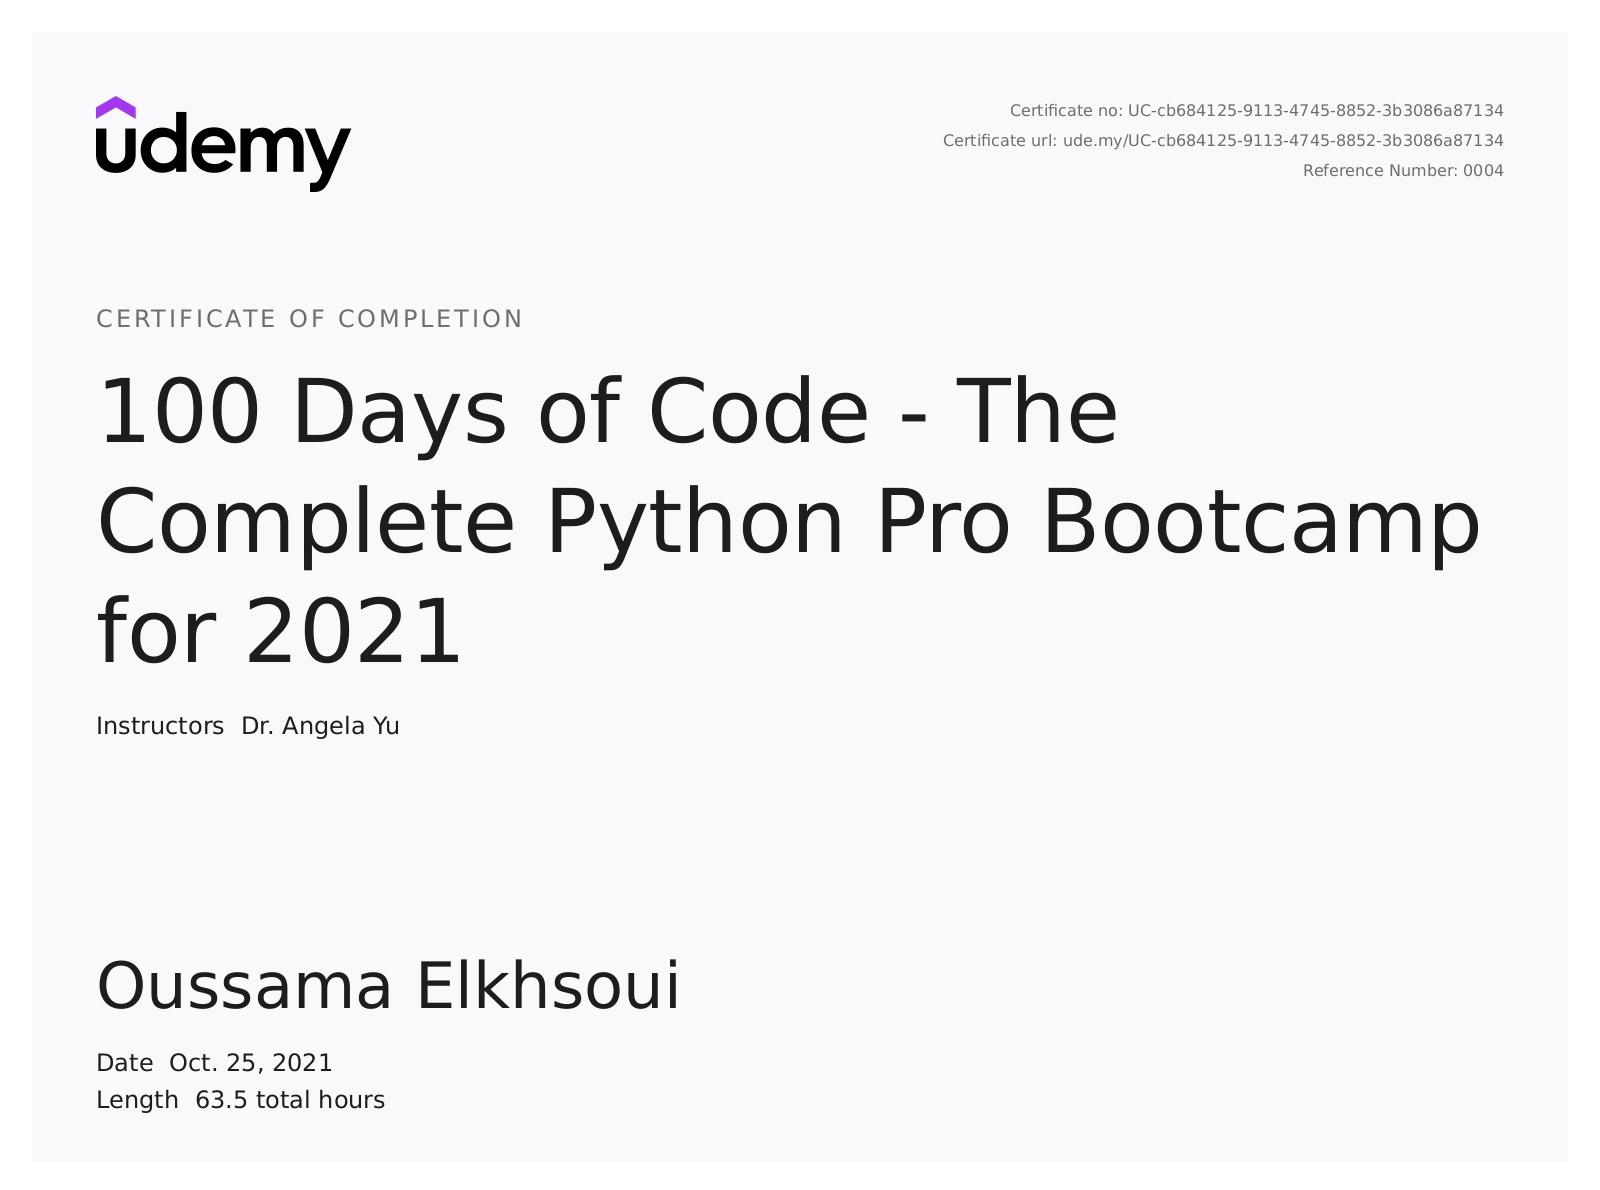 udemy
Certificate no: UC-cb684125-9113-4745-8852-3b3086a87134
Certificate url: ude.my/UC-cb684125-9113-4745-8852-3b3086a87134
Reference Number: 0004
CERTIFICATE OF COMPLETION
100 Days of Code - The
Complete Python Pro Bootcamp
for 2021
Instructors Dr. Angela Yu
Oussama Elkhsoui
Date Oct. 25, 2021
Length 63.5 total hours